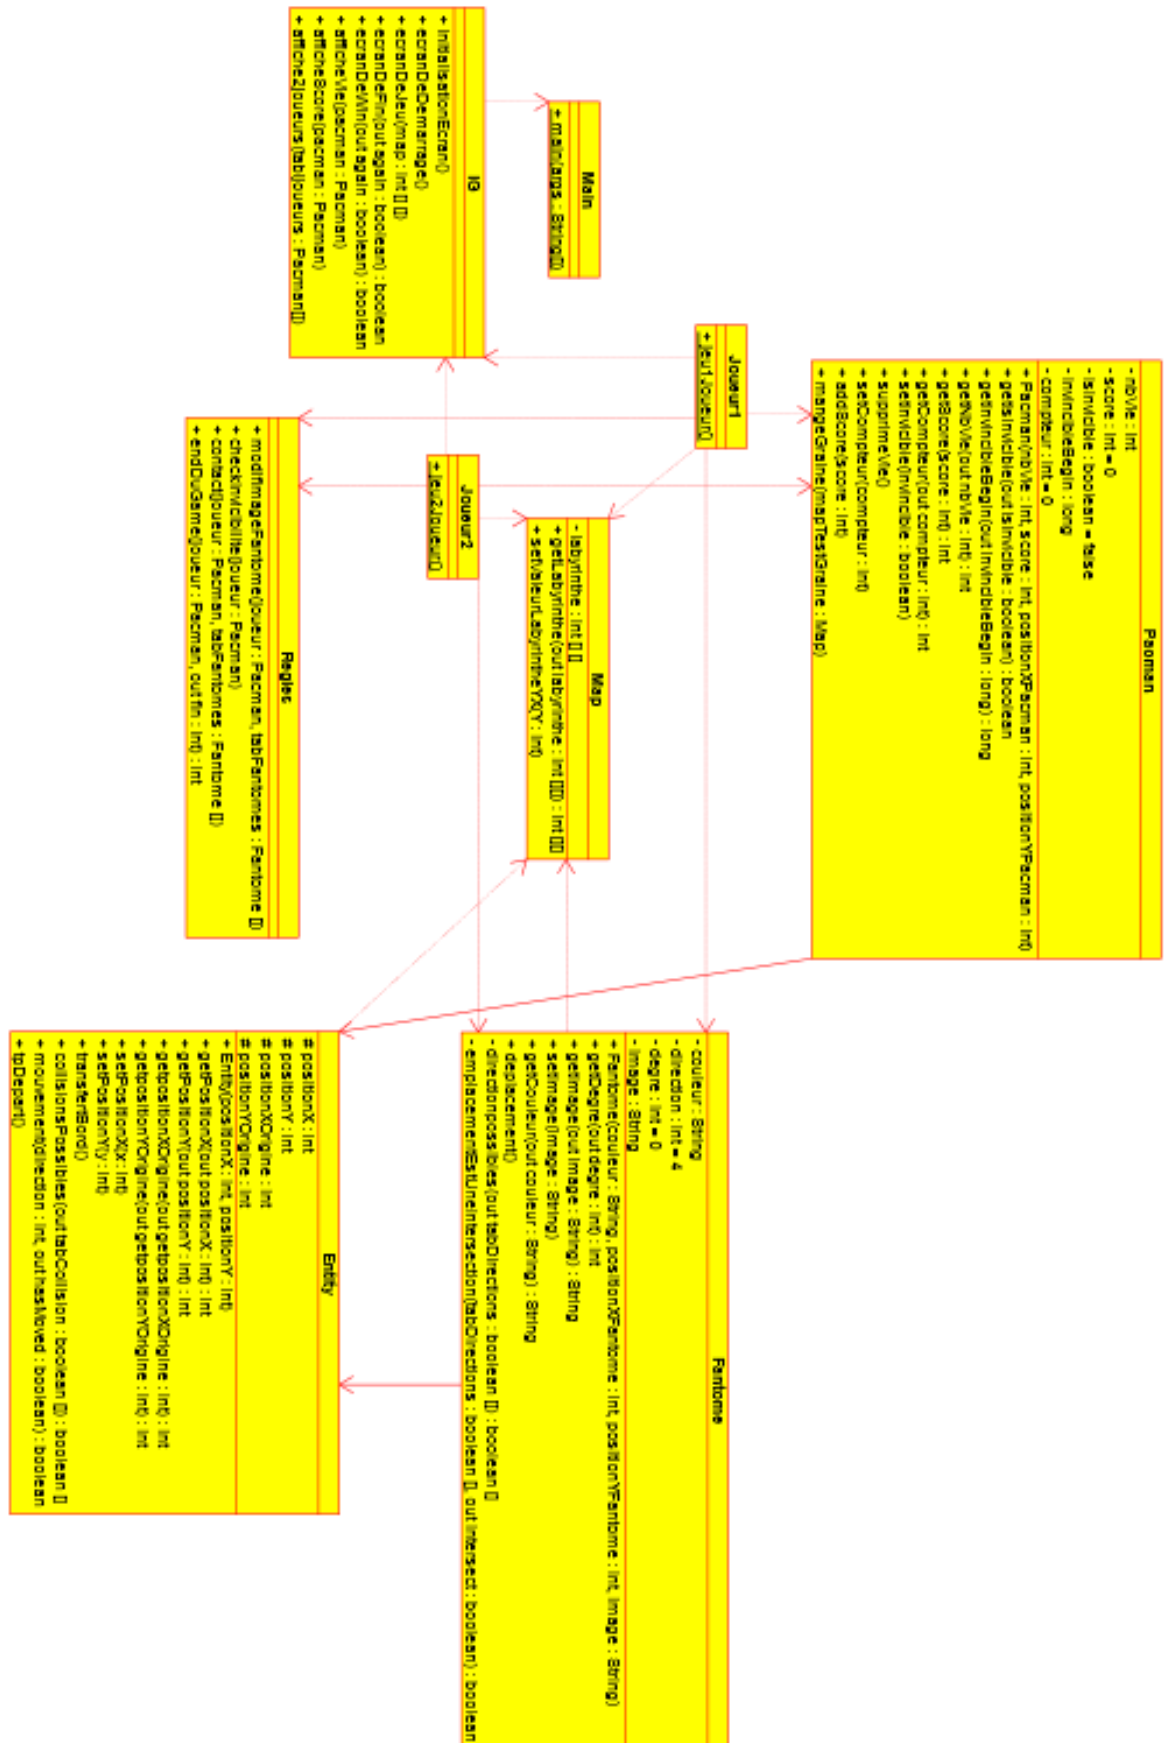 Main
+ main(args : String[])
IG
+ InitialisationEcran()
+ ecranDeDemarrage()
+ ecranDeJeu(map : int [] [])
+ ecranDeFin(out again : boolean) : boolean
+ ecranDeWin(out again : boolean) : boolean
+ afficheVie(pacman : Pacman)
+ afficheScore(pacman : Pacman)
+ affiche2joueurs(tabJoueurs : Pacman[])
Joueur1
+ jeu1Joueur()
Joueur2
+ jeu2Joueur()
Pacman
- nbVie : int
- score : int = 0
- isInvicible : boolean = false
- invincibleBegin : long
- compteur : int = 0
+ Pacman(nbVie : int, score : int, positionXPacman : int, positionYPacman : int)
+ getIsInvicible(out isInvicible : boolean) : boolean
+ getInvincibleBegin(out invincibleBegin : long) : long
+ getNbVie(out nbVie : int) : int
+ getScore(score : int) : int
+ getCompteur(out compteur : int) : int
+ setInvicible(invicible : boolean)
+ supprimeVie()
+ setCompteur(compteur : int)
+ addScore(score : int)
+ mangeGraine(mapTestGraine : Map)
Map
- labyrinthe : int [] []
+ getLabyrinthe(out labyrinthe : int [][]) : int [][]
+ setValeurLabyrintheYX(Y : int)
Regles
+ modifImageFantome(joueur : Pacman, tabFantomes : Fantome [])
+ checkInvicibilite(joueur : Pacman)
+ contact(joueur : Pacman, tabFantomes : Fantome [])
+ endDuGame(joueur : Pacman, out fin : int) : int
Fantome
- couleur : String
- direction : int = 4
- degre : int = 0
- image : String
+ Fantome(couleur : String, positionXFantome : int, positionYFantome : int, image : String)
+ getDegre(out degre : int) : int
+ getImage(out image : String) : String
+ setImage(image : String)
+ getCouleur(out couleur : String) : String
+ deplacement()
- directionpossibles(out tabDirections : boolean []) : boolean []
- emplacementEstUneIntersection(tabDirections : boolean [], out intersect : boolean) : boolean
Entity
# positionX : int
# positionY : int
# positionXOrigine : int
# positionYOrigine : int
+ Entity(positionX : int, positionY : int)
+ getPositionX(out positionX : int) : int
+ getPositionY(out positionY : int) : int
+ getpositionXOrigine(out getpositionXOrigine : int) : int
+ getpositionYOrigine(out getpositionYOrigine : int) : int
+ setPositionX(x : int)
+ setPositionY(y : int)
+ transfertBord()
+ collisionsPossibles(out tabCollision : boolean []) : boolean []
+ mouvement(direction : int, out hasMoved : boolean) : boolean
+ tpDepart()